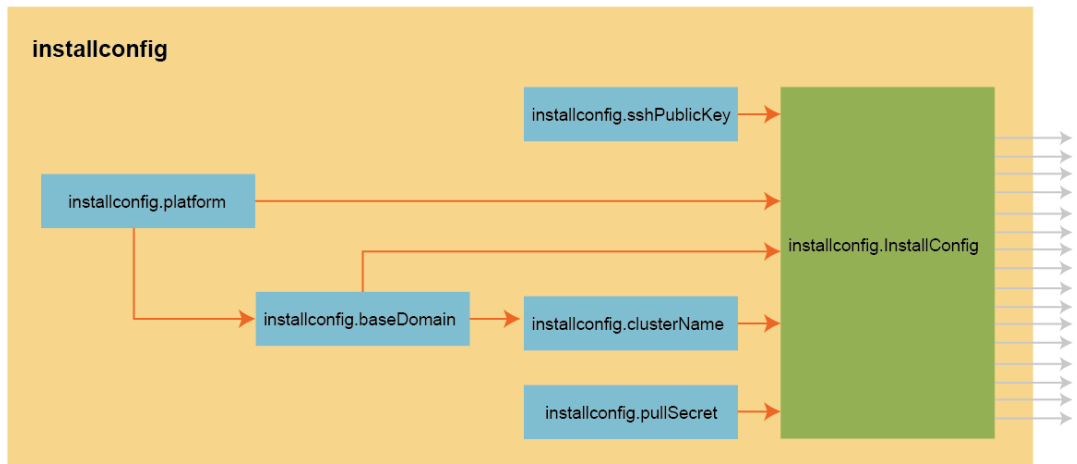 installconfig
installconfig.sshPublicKey
installconfig.platform
installconfig.InstallConfig
installconfig.baseDomain
installconfig.clusterName
installconfig.pullSecret